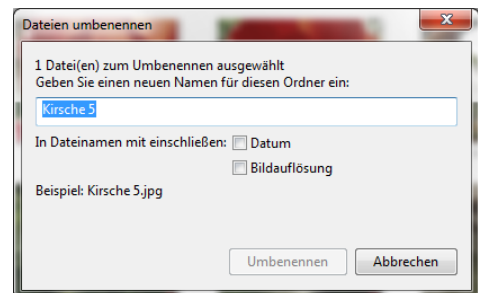 Dateien umbenennen
1 Datei(en) zum Umbenennen ausgewählt
Geben Sie einen neuen Namen für diesen Ordner ein:
Kirsche 5
In Dateinamen mit einschließen: Datum
Bildauflösung
Beispiel: Kirsche 5.jpg
Umbenennen Abbrechen